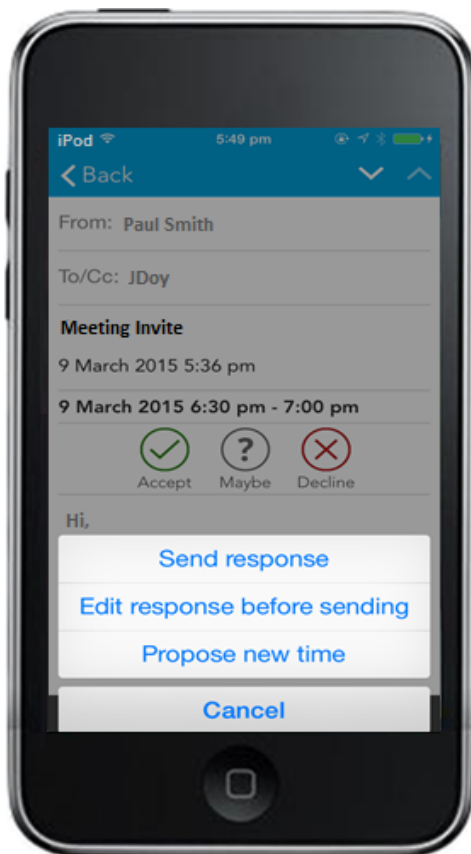 iPod 5:49 pm
Back
From: Paul Smith
To/Cc: JDoy
Meeting Invite
9 March 2015 5:36 pm
9 March 2015 6:30 pm - 7:00 pm
?
Accept Maybe Decline
Hi,
Send response
Edit response before sending
Propose new time
Cancel